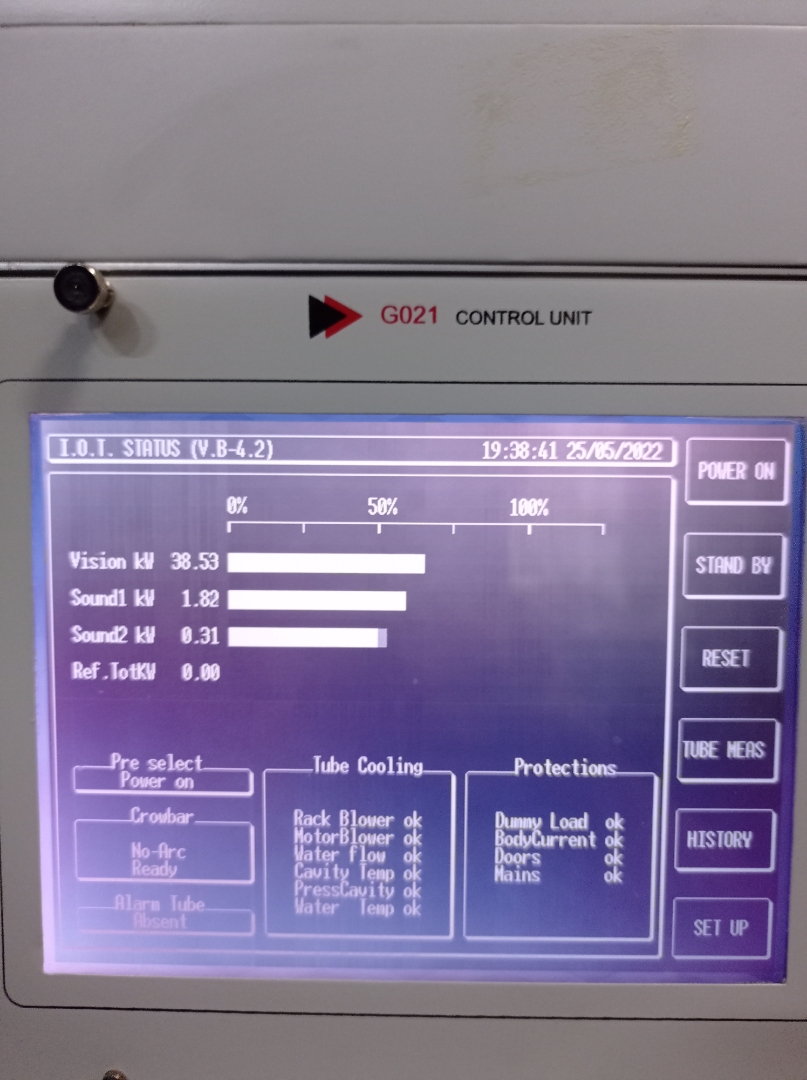 G021 CONTROL UNIT
I.O.T. STATUS (V.B-4.2) 19:38:41 25/05/2022
0% 50% 100%
Vision kW 38.53
Sound1 kW 1.82
Sound2 kW 0.31
Ref.TotKW 0.00
Pre select
Power on
Crowbar
No-Arc
Ready
Alarm Tube
Absent
Tube Cooling
Rack Blower ok
MotorBlower ok
Water flow ok
Cavity Temp ok
PressCavity ok
Water Temp ok
Protections
Dummy Load ok
BodyCurrent ok
Doors ok
Mains ok
POWER ON
STAND BY
RESET
TUBE MEAS
HISTORY
SET UP